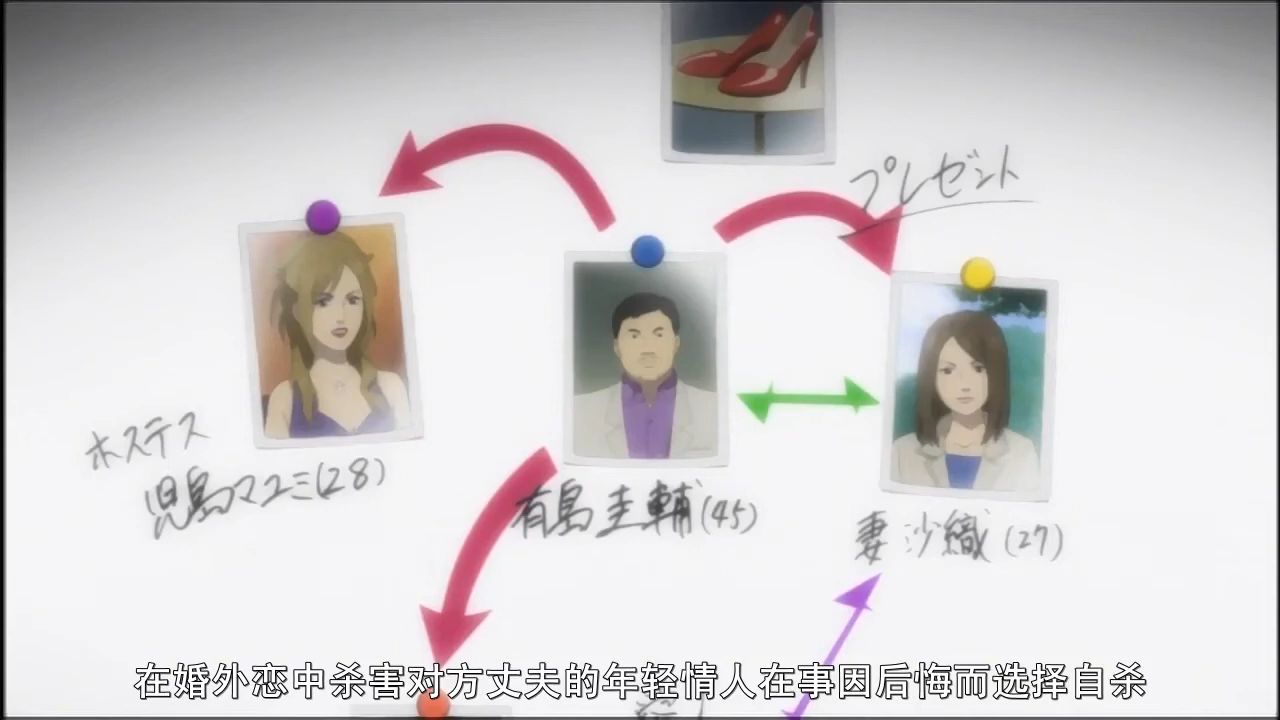 プレゼント
ホステス
児島マユミ(28)
有島圭輔(45)
妻沙織(27)
在婚外恋中杀害对方丈夫的年轻情人在事因后悔而选择自杀